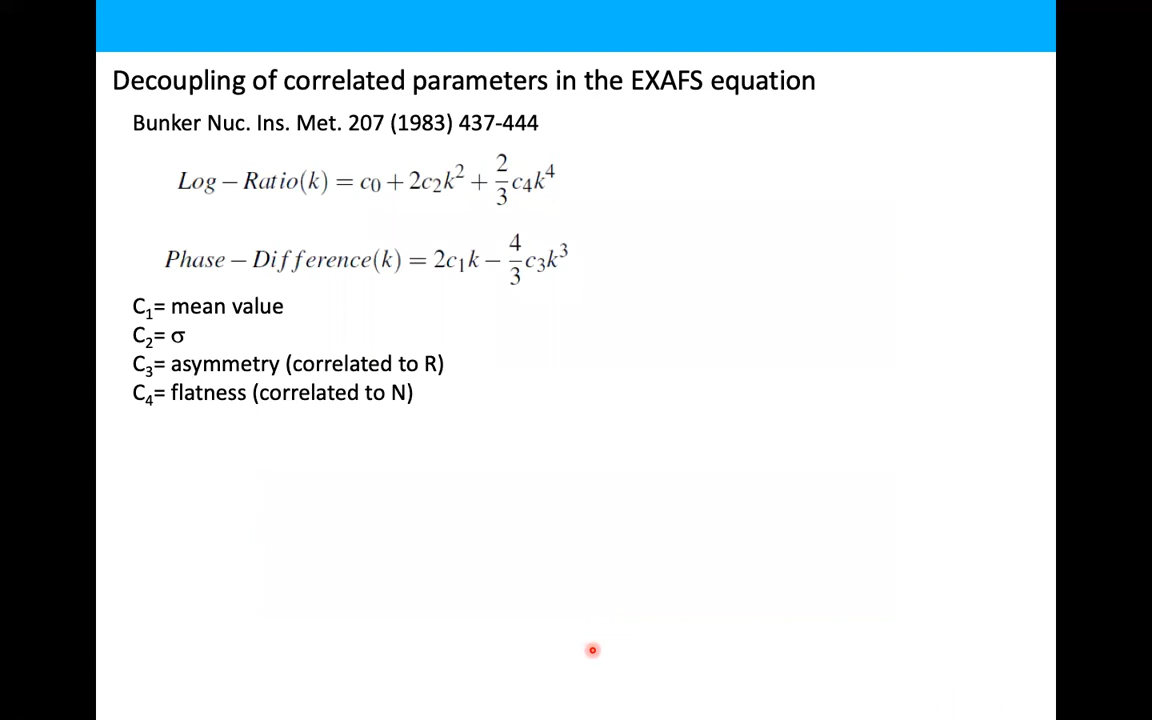 Decoupling of correlated parameters in the EXAFS equation
Bunker Nuc. Ins. Met. 207 (1983) 437-444
Log − Ratio(k) = c₀ + 2c₂k² + 2/3 c₄k⁴
Phase − Difference(k) = 2c₁k − 4/3 c₃k³
C₁= mean value
C₂= σ
C₃= asymmetry (correlated to R)
C₄= flatness (correlated to N)